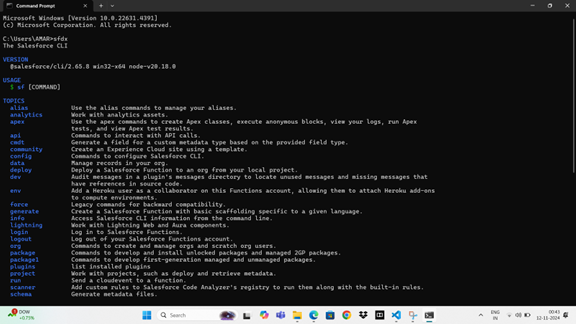 Command Prompt
Microsoft Windows [Version 10.0.22631.4391]
(c) Microsoft Corporation. All rights reserved.
C:\Users\AMAR>sfdx
The Salesforce CLI
VERSION
@salesforce/cli/2.65.8 win32-x64 node-v20.18.0
USAGE
$ sf [COMMAND]
TOPICS
alias Use the alias commands to manage your aliases.
analytics Work with analytics assets.
apex Use the apex commands to create Apex classes, execute anonymous blocks, view your logs, run Apex
tests, and view Apex test results.
api Commands to interact with API calls.
cmdt Generate a field for a custom metadata type based on the provided field type.
community Create an Experience Cloud site using a template.
config Commands to configure Salesforce CLI.
data Manage records in your org.
deploy Deploy a Salesforce Function to an org from your local project.
dev Audit messages in a plugin's messages directory to locate unused messages and missing messages that
have references in source code.
env Add a Heroku user as a collaborator on this Functions account, allowing them to attach Heroku add-ons
to compute environments.
force Legacy commands for backward compatibility.
generate Create a Salesforce Function with basic scaffolding specific to a given language.
info Access Salesforce CLI information from the command line.
lightning Work with Lightning Web and Aura components.
login Log in to Salesforce Functions.
logout Log out of your Salesforce Functions account.
org Commands to create and manage orgs and scratch org users.
package Commands to develop and install unlocked packages and managed 2GP packages.
package1 Commands to develop first-generation managed and unmanaged packages.
plugins list installed plugins
project Work with projects, such as deploy and retrieve metadata.
run Send a cloudevent to a function.
scanner Add custom rules to Salesforce Code Analyzer's registry to run them along with the built-in rules.
schema Generate metadata files.
DOW
+0.73%
Search
ENG
IN
00:43
12-11-2024